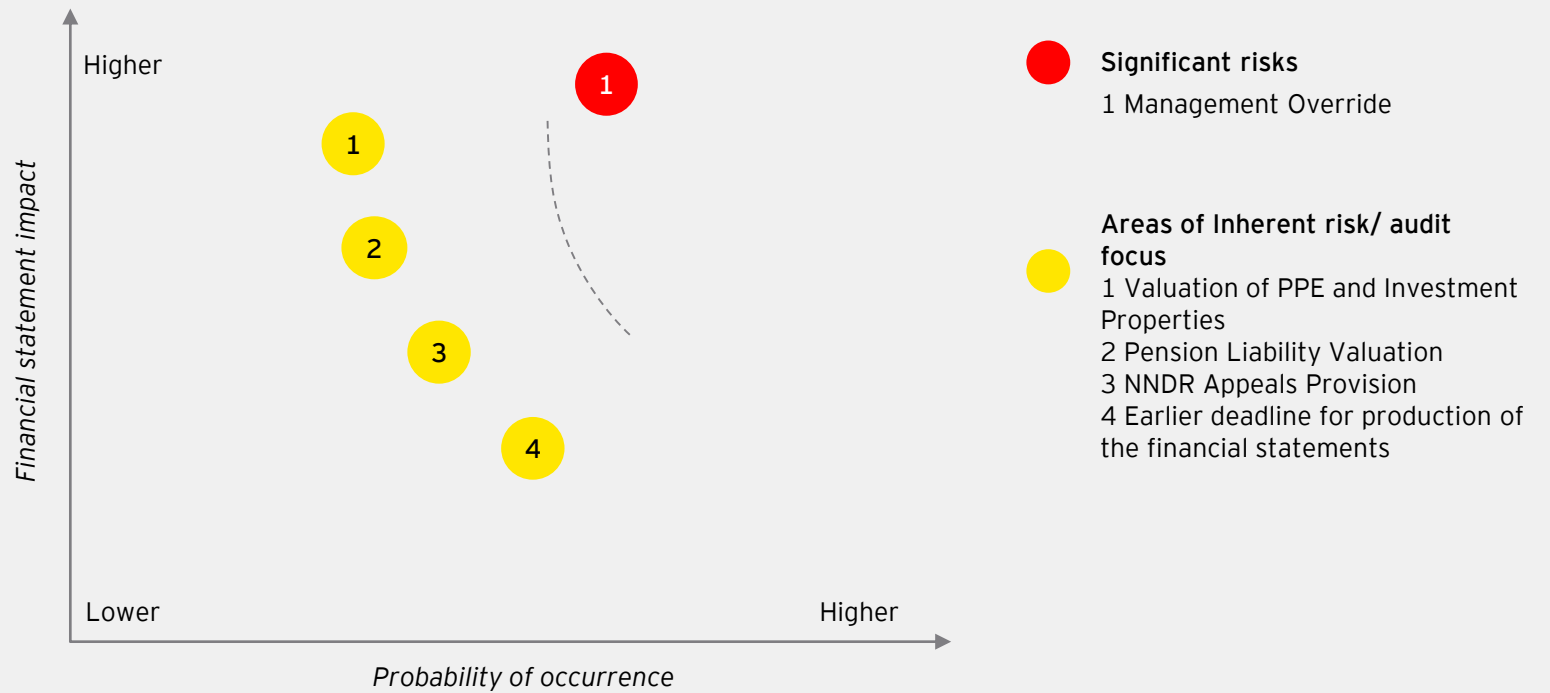 Higher
Financial statement impact
1
1
2
3
4
Lower
Higher
Probability of occurrence
Significant risks
1 Management Override
Areas of Inherent risk/ audit
focus
1 Valuation of PPE and Investment
Properties
2 Pension Liability Valuation
3 NNDR Appeals Provision
4 Earlier deadline for production of
the financial statements